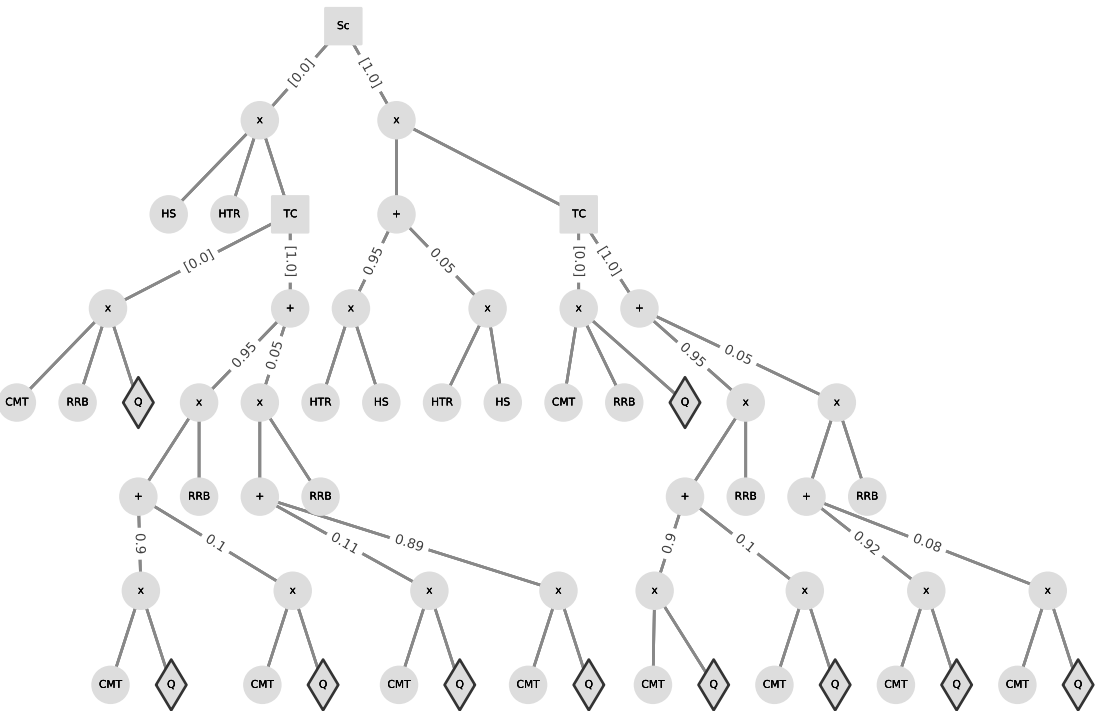 Sc
[0.0] [1.0]
x x
HS HTR TC + TC
[0.0] [1.0] 0.95 0.05 [0.0] [1.0]
x + x x x +
0.95 0.05 0.95 0.05
CMT RRB Q x x HTR HS HTR HS CMT RRB Q x x
+ RRB + RRB + RRB + RRB
0.9 0.1 0.11 0.89 0.9 0.1 0.92 0.08
x x x x x x x x
CMT Q CMT Q CMT Q CMT Q CMT Q CMT Q CMT Q CMT Q